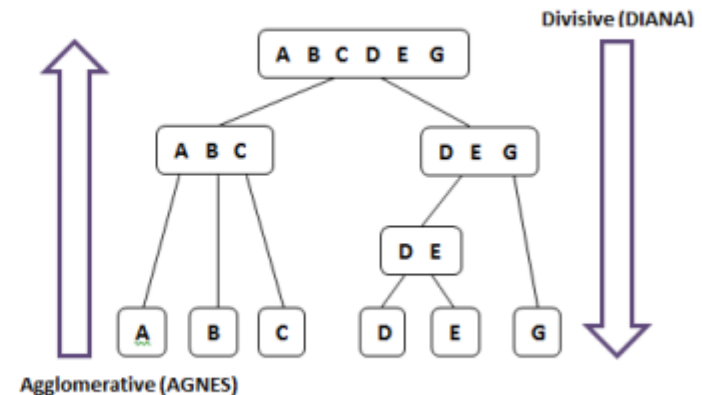 Divisive (DIANA)
A B C D E G
A B C
D E G
D E
A
B
C
D
E
G
Agglomerative (AGNES)